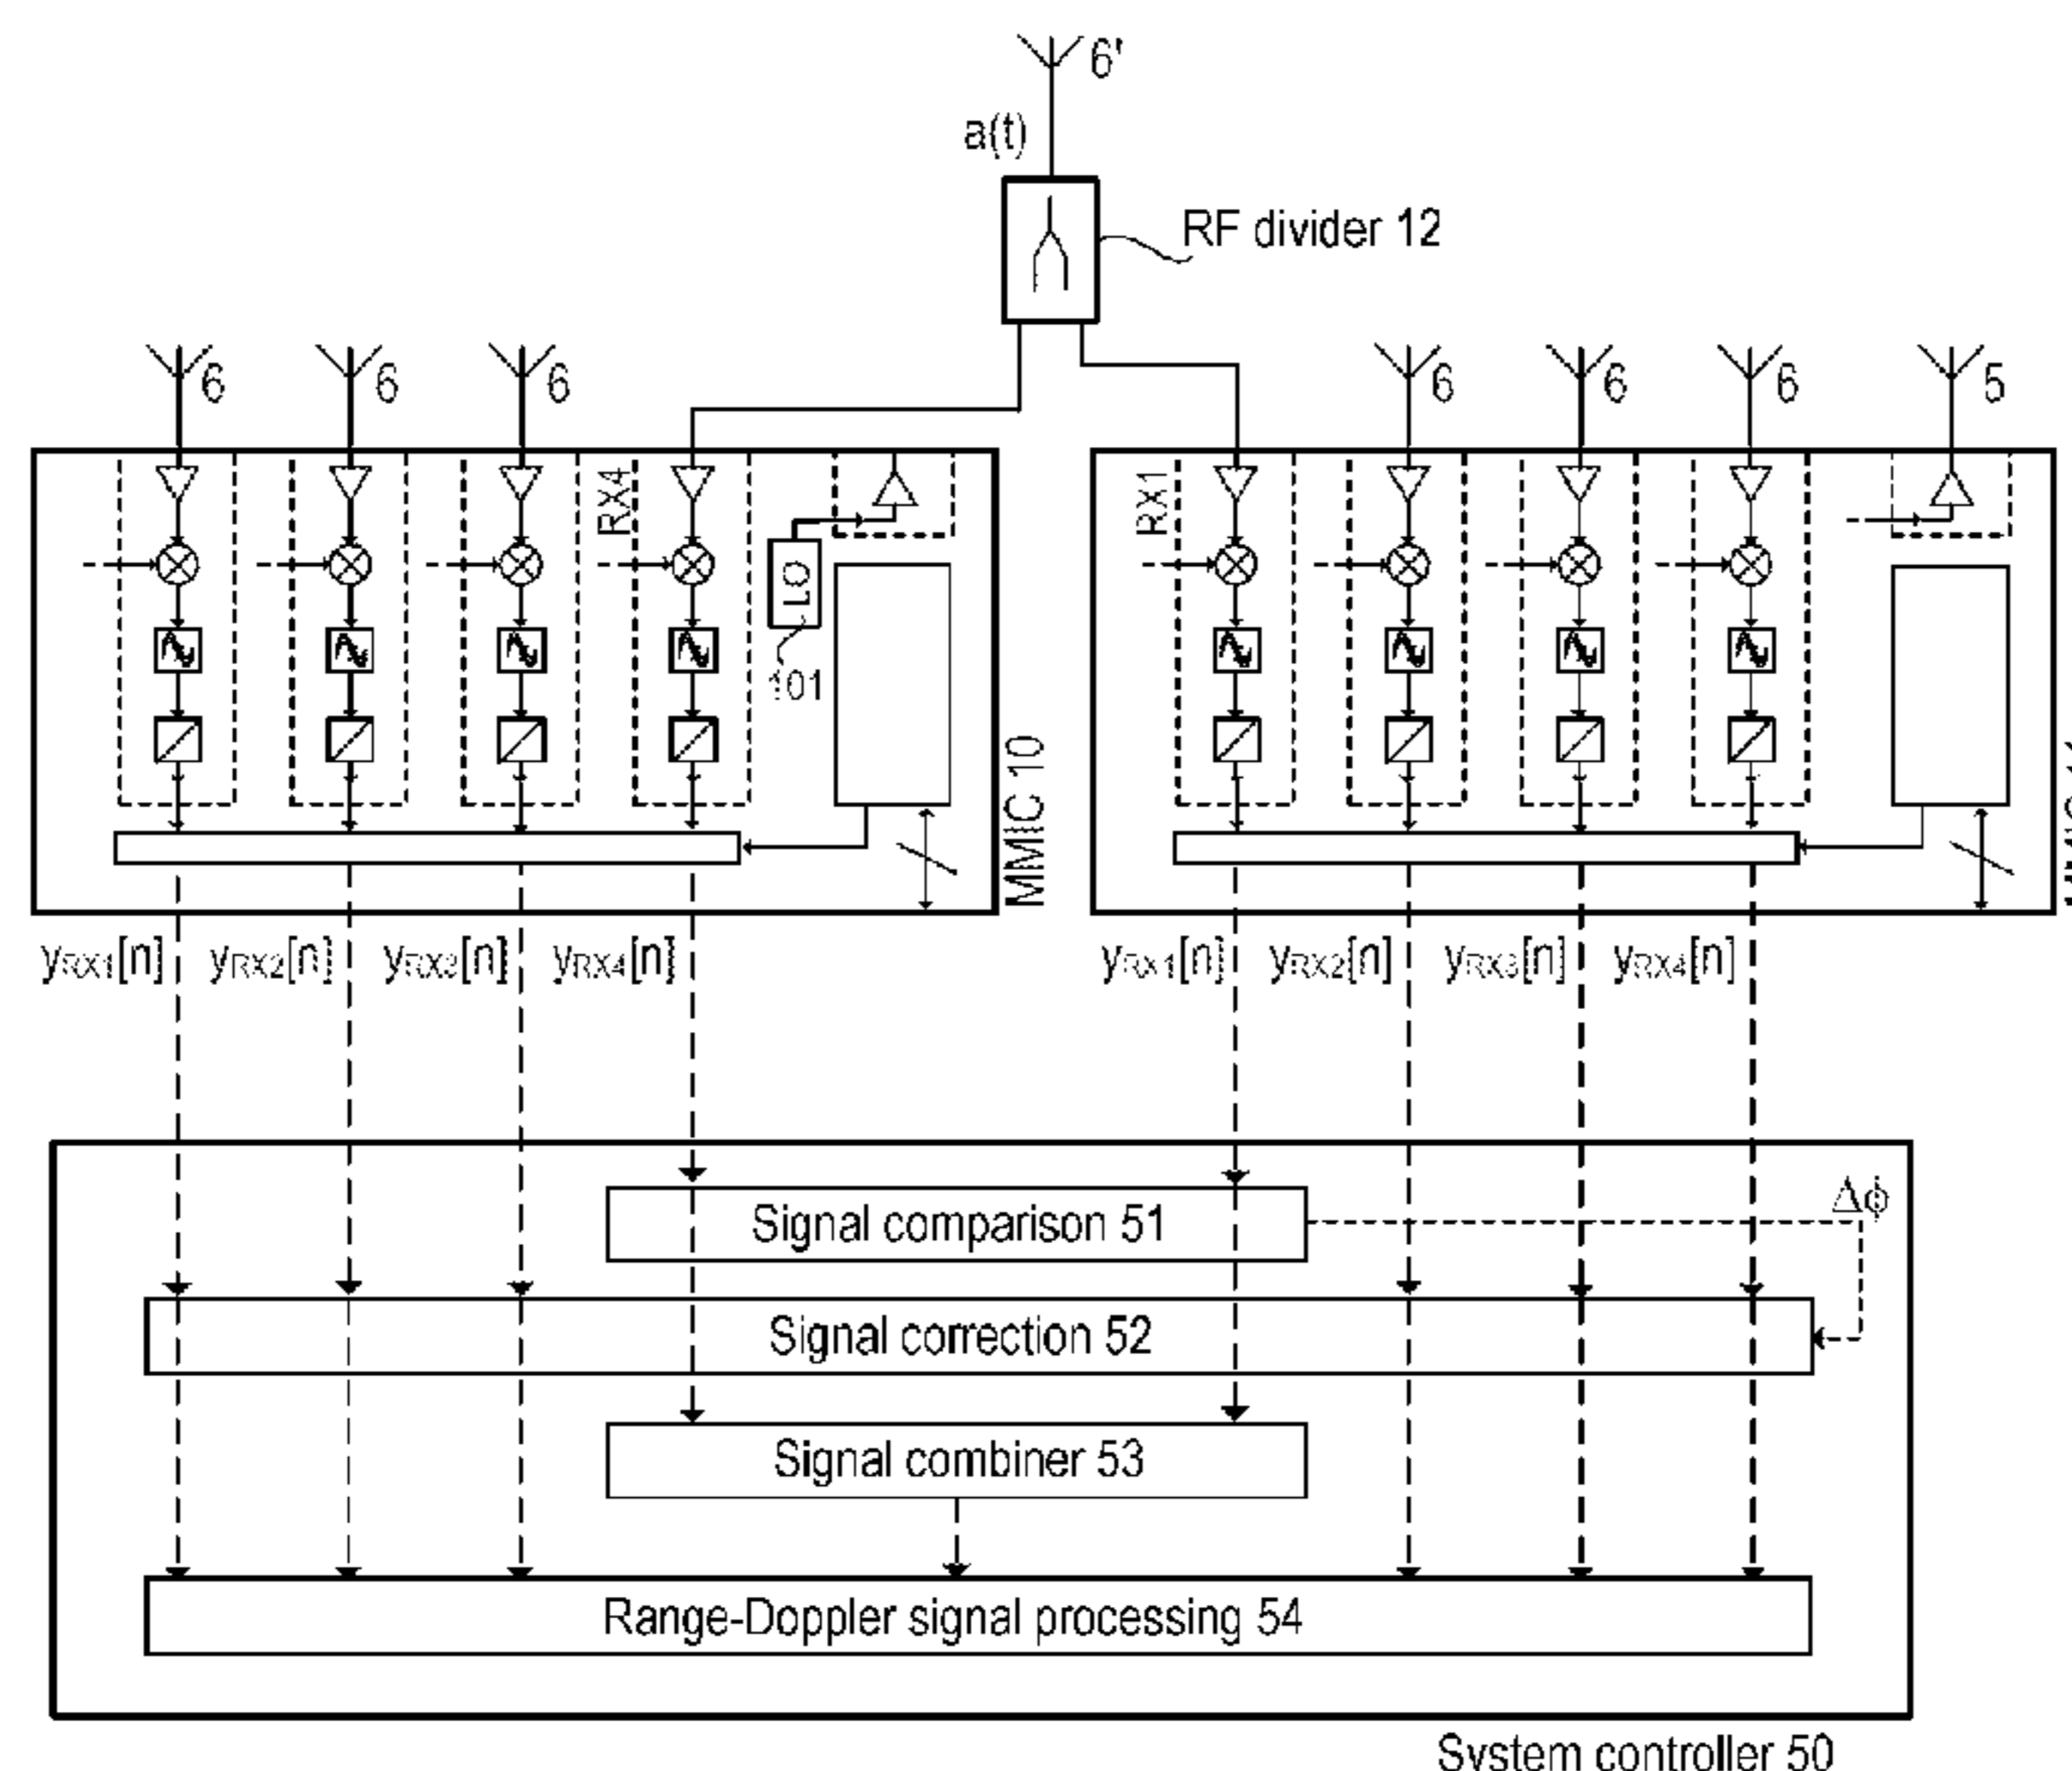 6'
a(t)
RF divider 12
6
6
6
6
6
6
5
RX4
LO
101
MMIC 10
RX1
yRX1[n]
yRX2[n]
yRX3[n]
yRX4[n]
yRX1[n]
yRX2[n]
yRX3[n]
yRX4[n]
Δϕ
Signal comparison 51
Signal correction 52
Signal combiner 53
Range-Doppler signal processing 54
System controller 50